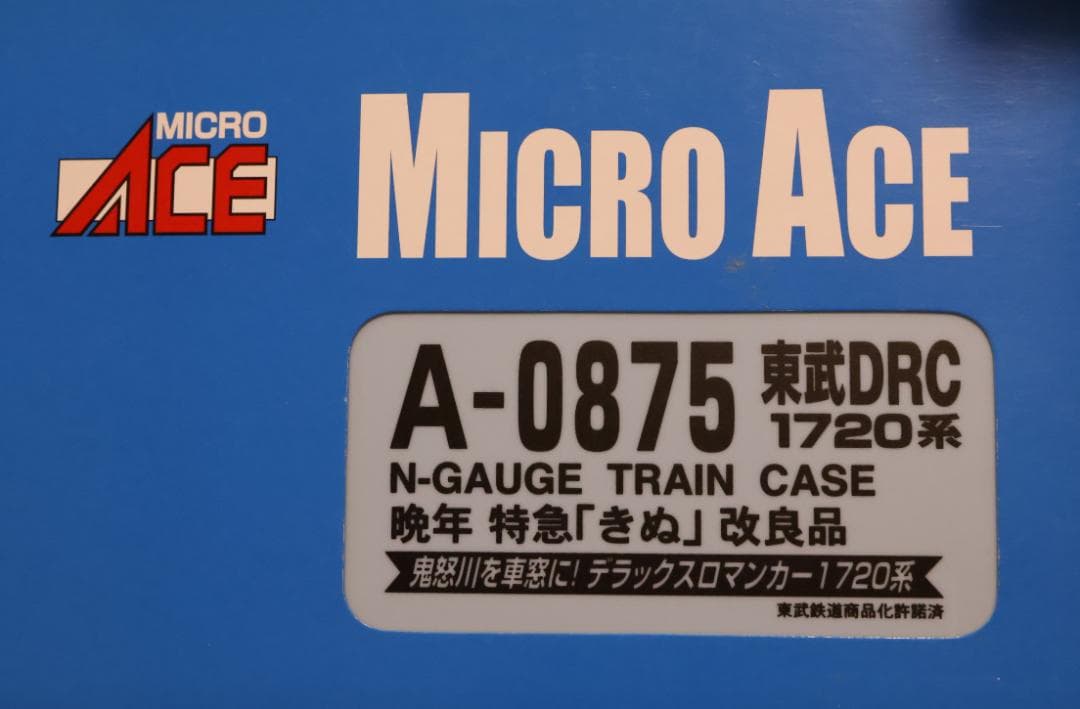 MICRO
ACE
MICRO ACE
A-0875 東武DRC
1720系
N-GAUGE TRAIN CASE
晩年 特急「きぬ」改良品
鬼怒川を車窓に! デラックスロマンカー1720系
東武鉄道商品化許諾済